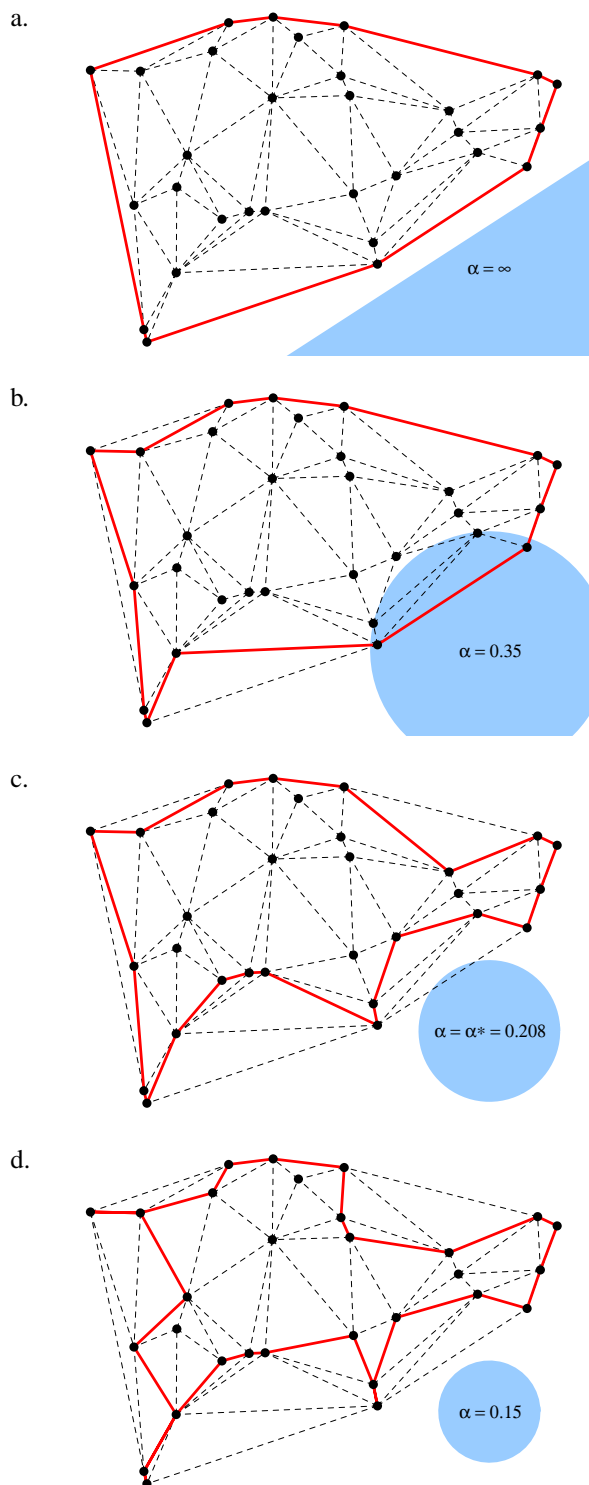 a.
α = ∞
b.
α = 0.35
c.
α = α* = 0.208
d.
α = 0.15